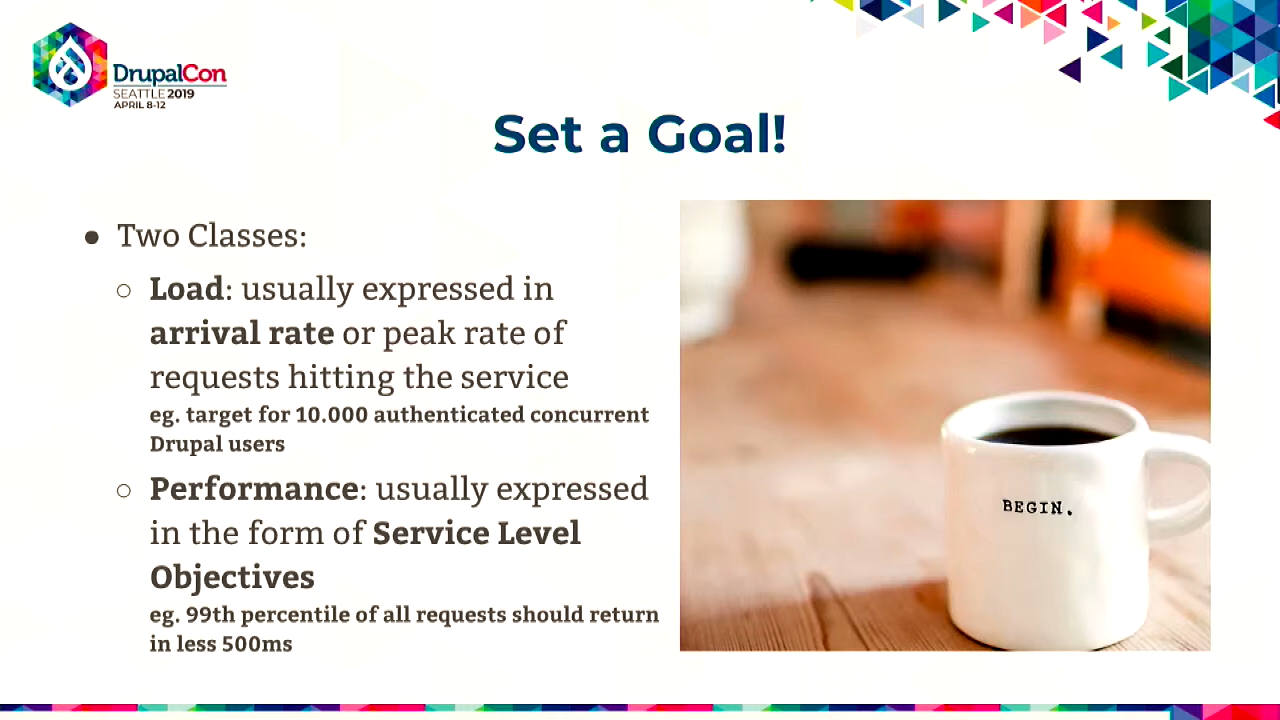 DrupalCon
SEATTLE 2019
APRIL 8-12
Set a Goal!
● Two Classes:
○ Load: usually expressed in
arrival rate or peak rate of
requests hitting the service
eg. target for 10.000 authenticated concurrent
Drupal users
○ Performance: usually expressed
in the form of Service Level
Objectives
eg. 99th percentile of all requests should return
in less 500ms
BEGIN.